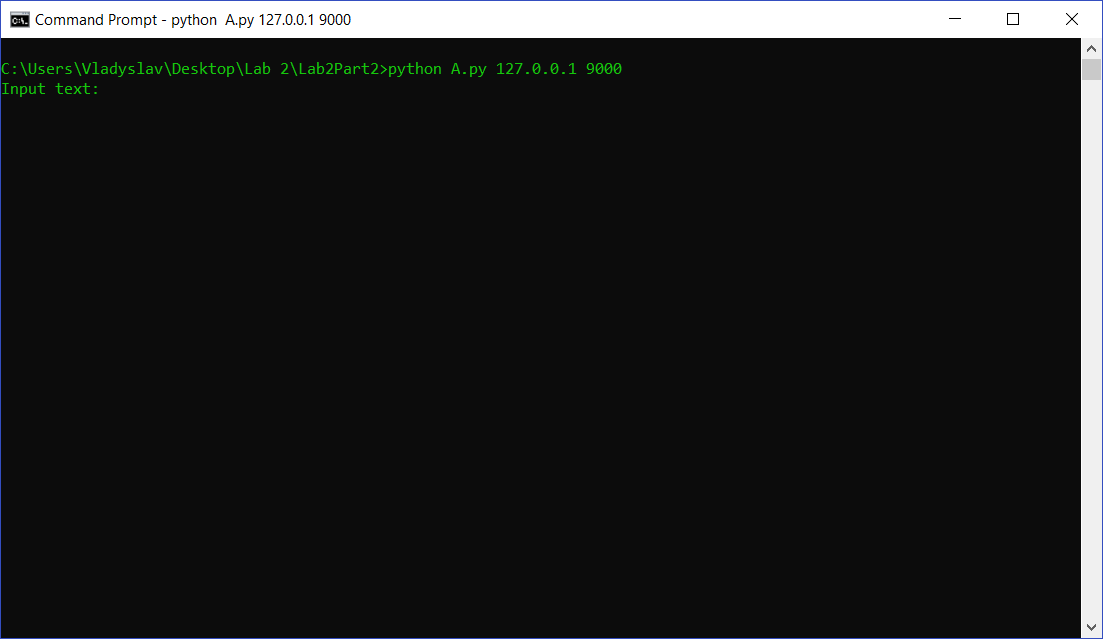 Command Prompt - python  A.py 127.0.0.1 9000
C:\Users\Vladyslav\Desktop\Lab 2\Lab2Part2>python A.py 127.0.0.1 9000
Input text: